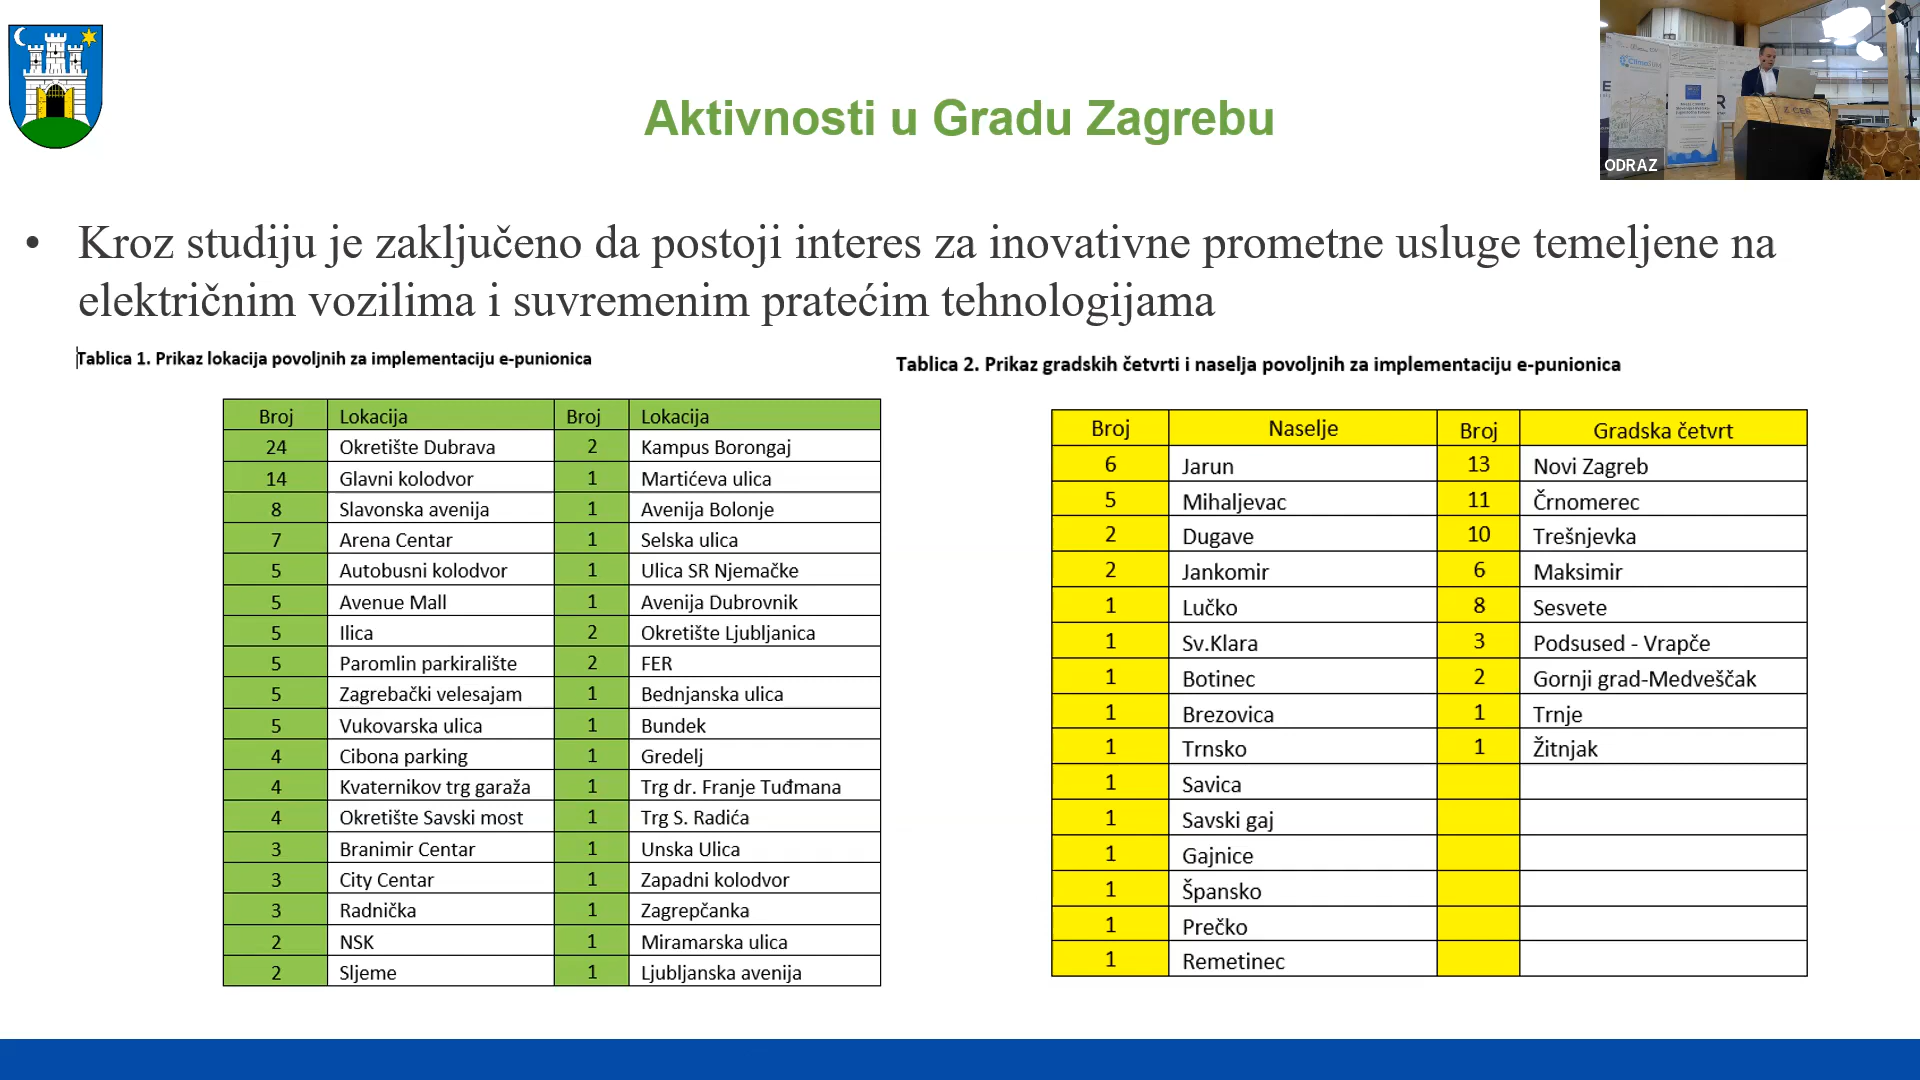 Aktivnosti u Gradu Zagrebu
ODRAZ
• Kroz studiju je zaključeno da postoji interes za inovativne prometne usluge temeljene na
električnim vozilima i suvremenim pratećim tehnologijama
Tablica 1. Prikaz lokacija povoljnih za implementaciju e-punionica
Broj Lokacija Broj Lokacija
24 Okretište Dubrava 2 Kampus Borongaj
14 Glavni kolodvor 1 Martićeva ulica
8 Slavonska avenija 1 Avenija Bolonje
7 Arena Centar 1 Selska ulica
5 Autobusni kolodvor 1 Ulica SR Njemačke
5 Avenue Mall 1 Avenija Dubrovnik
5 Ilica 2 Okretište Ljubljanica
5 Paromlin parkiralište 2 FER
5 Zagrebački velesajam 1 Bednjanska ulica
5 Vukovarska ulica 1 Bundek
4 Cibona parking 1 Gredelj
4 Kvaternikov trg garaža 1 Trg dr. Franje Tuđmana
4 Okretište Savski most 1 Trg S. Radića
3 Branimir Centar 1 Unska Ulica
3 City Centar 1 Zapadni kolodvor
3 Radnička 1 Zagrepčanka
2 NSK 1 Miramarska ulica
2 Sljeme 1 Ljubljanska avenija
Tablica 2. Prikaz gradskih četvrti i naselja povoljnih za implementaciju e-punionica
Broj Naselje Broj Gradska četvrt
6 Jarun 13 Novi Zagreb
5 Mihaljevac 11 Črnomerec
2 Dugave 10 Trešnjevka
2 Jankomir 6 Maksimir
1 Lučko 8 Sesvete
1 Sv.Klara 3 Podsused - Vrapče
1 Botinec 2 Gornji grad-Medveščak
1 Brezovica 1 Trnje
1 Trnsko 1 Žitnjak
1 Savica
1 Savski gaj
1 Gajnice
1 Špansko
1 Prečko
1 Remetinec